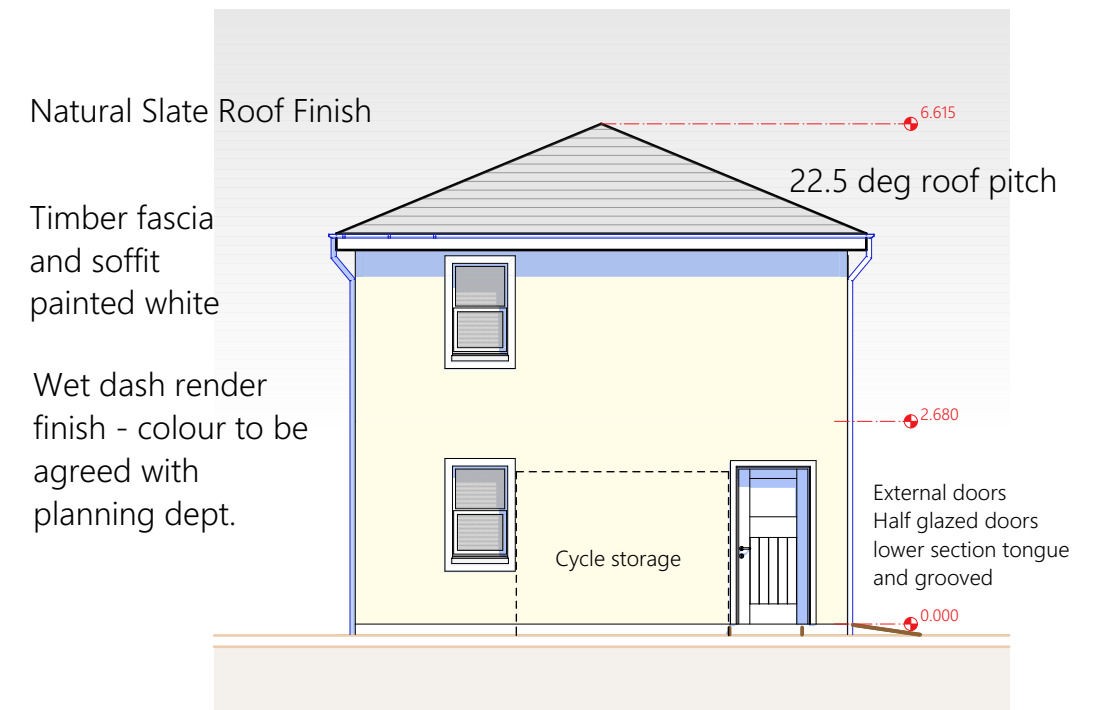 Natural Slate Roof Finish
6.615
22.5 deg roof pitch
Timber fascia
and soffit
painted white
Wet dash render
finish - colour to be
agreed with
planning dept.
2.680
External doors
Half glazed doors
lower section tongue
and grooved
Cycle storage
0.000